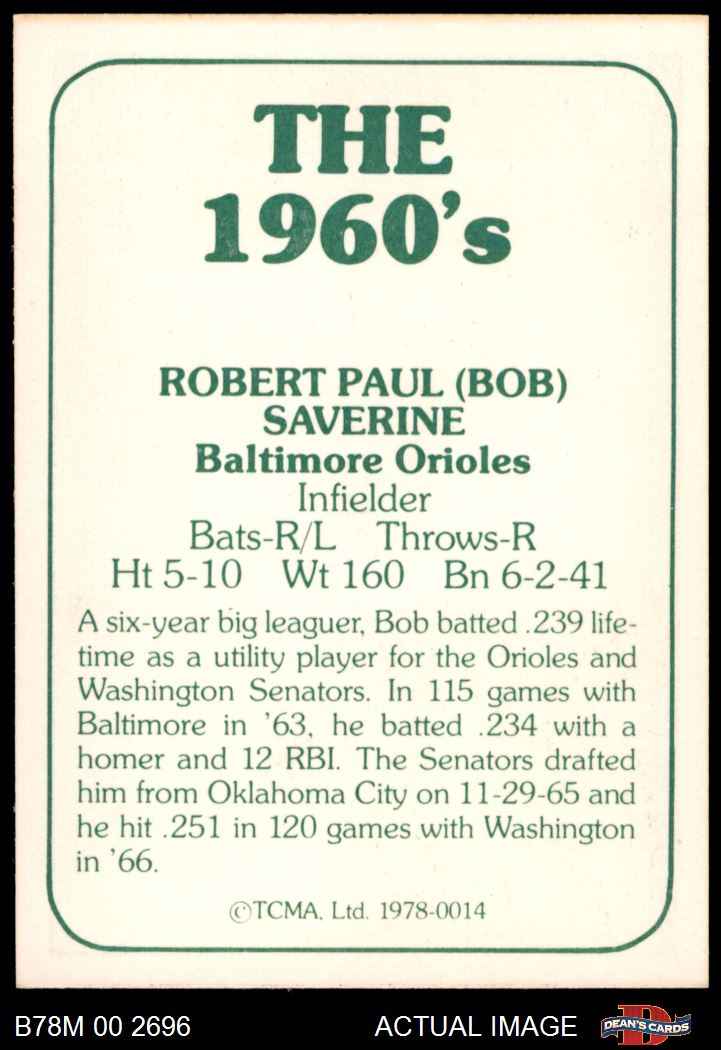 THE
1960's
ROBERT PAUL (BOB)
SAVERINE
Baltimore Orioles
Infielder
Bats-R/L Throws-R
Ht 5-10 Wt 160 Bn 6-2-41
A six-year big leaguer, Bob batted .239 life-
time as a utility player for the Orioles and
Washington Senators. In 115 games with
Baltimore in '63, he batted .234 with a
homer and 12 RBI. The Senators drafted
him from Oklahoma City on 11-29-65 and
he hit .251 in 120 games with Washington
in '66.
©TCMA, Ltd. 1978-0014
B78M 00 2696 ACTUAL IMAGE D DEAN'S CARDS